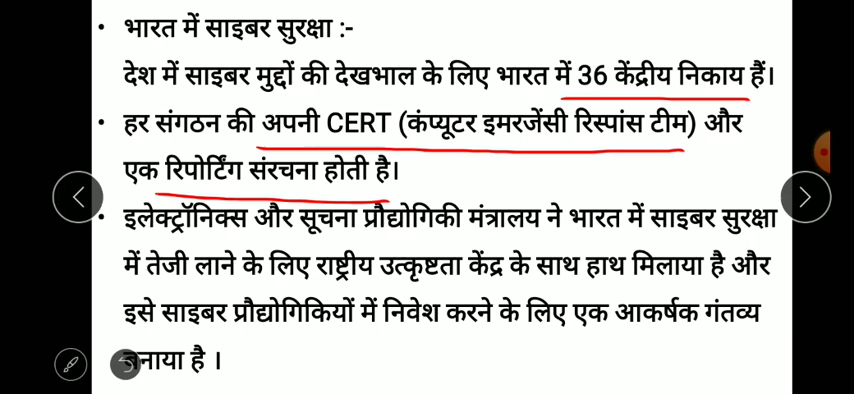 • भारत में साइबर सुरक्षा :-
देश में साइबर मुद्दों की देखभाल के लिए भारत में 36 केंद्रीय निकाय हैं।
• हर संगठन की अपनी CERT (कंप्यूटर इमरजेंसी रिस्पांस टीम) और
एक रिपोर्टिंग संरचना होती है।
• इलेक्ट्रॉनिक्स और सूचना प्रौद्योगिकी मंत्रालय ने भारत में साइबर सुरक्षा
में तेजी लाने के लिए राष्ट्रीय उत्कृष्टता केंद्र के साथ हाथ मिलाया है और
इसे साइबर प्रौद्योगिकियों में निवेश करने के लिए एक आकर्षक गंतव्य
बनाया है ।